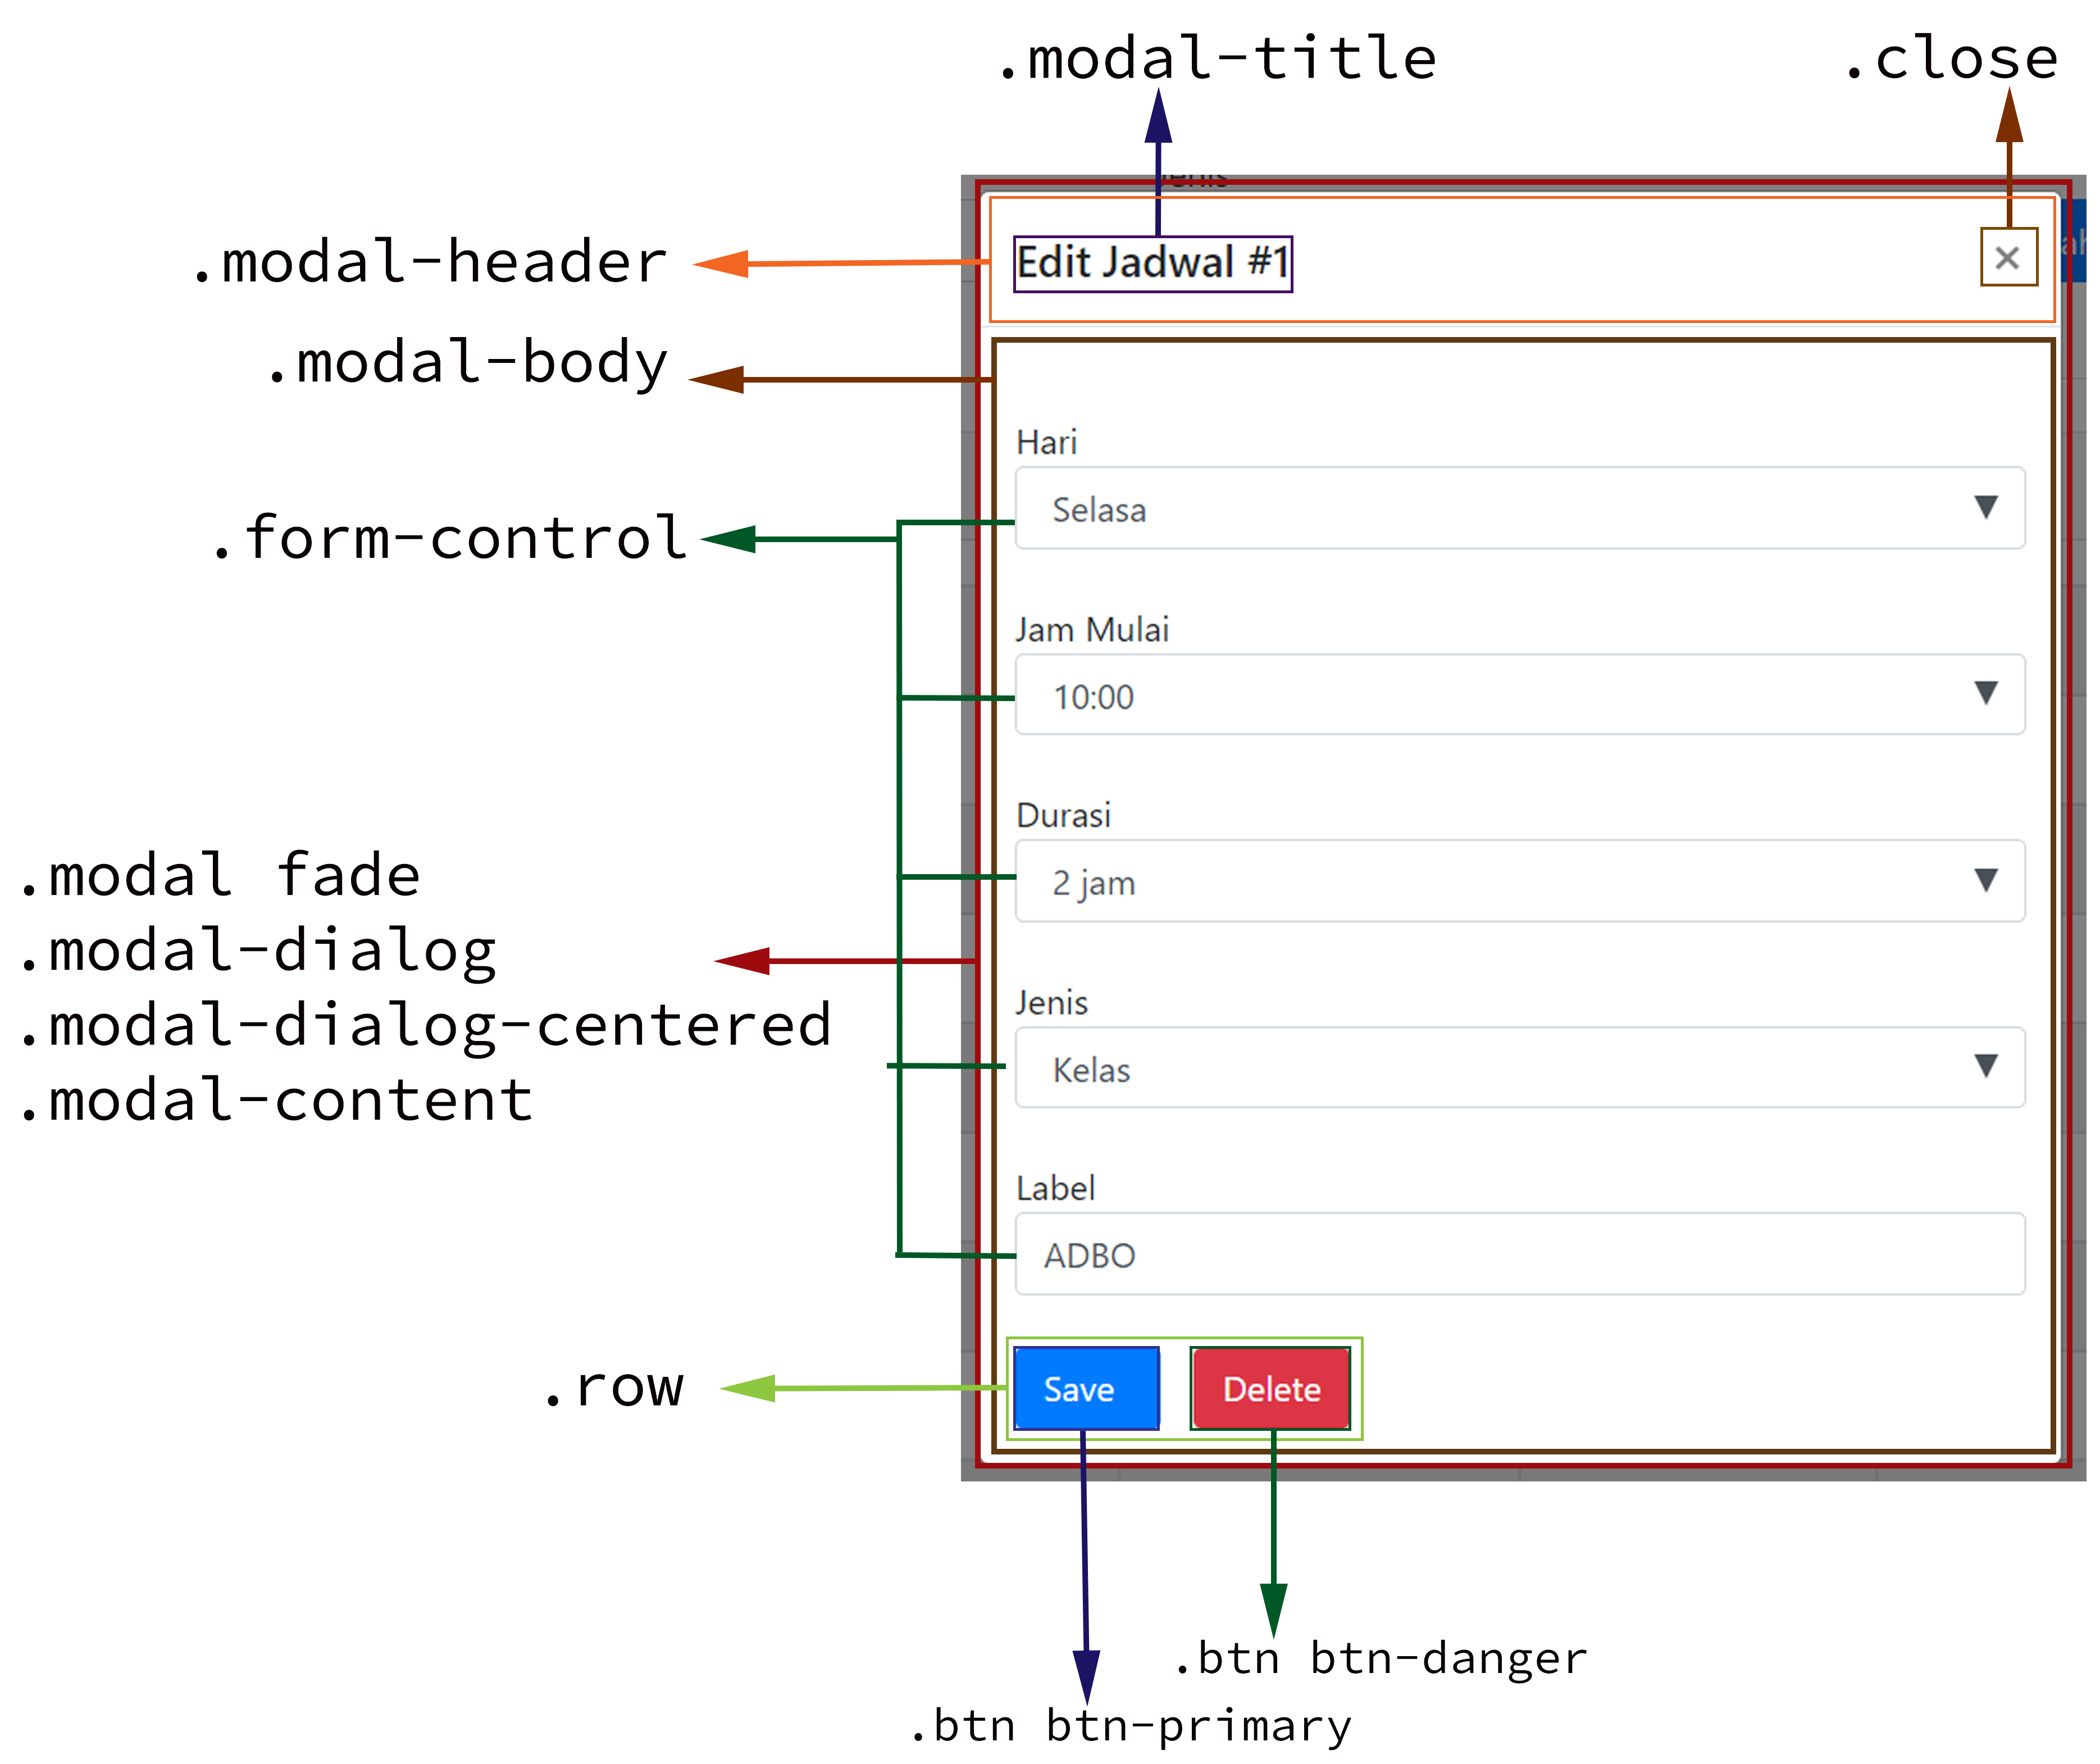 .modal-title
.close
.modal-header
Edit Jadwal #1
×
.modal-body
Hari
Selasa
.form-control
Jam Mulai
10:00
Durasi
2 jam
.modal fade
.modal-dialog
.modal-dialog-centered
.modal-content
Jenis
Kelas
Label
ADBO
.row
Save
Delete
.btn btn-danger
.btn btn-primary